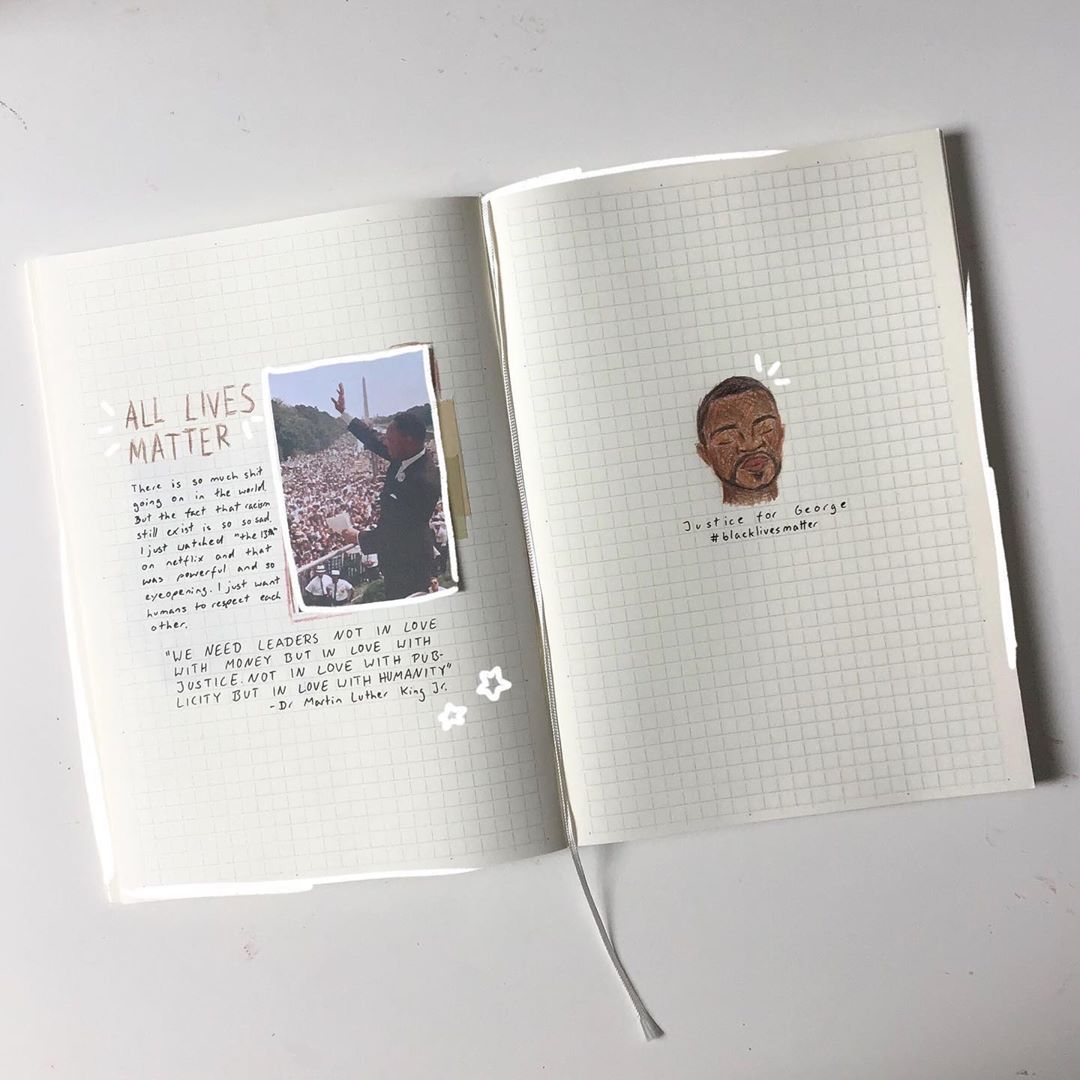 ALL LIVES
MATTER
There is so much shit
going on in the world.
But the fact that racism
still exist is so so sad.
I just watched "the 13th"
on netflix and that
was powerful and so
eyeopening. I just want
humans to respect each
other.
"WE NEED LEADERS NOT IN LOVE
WITH MONEY BUT IN LOVE WITH
JUSTICE. NOT IN LOVE WITH PUB-
LICITY BUT IN LOVE WITH HUMANITY"
-Dr Martin Luther King Jr.
Justice for George
#blacklivesmatter